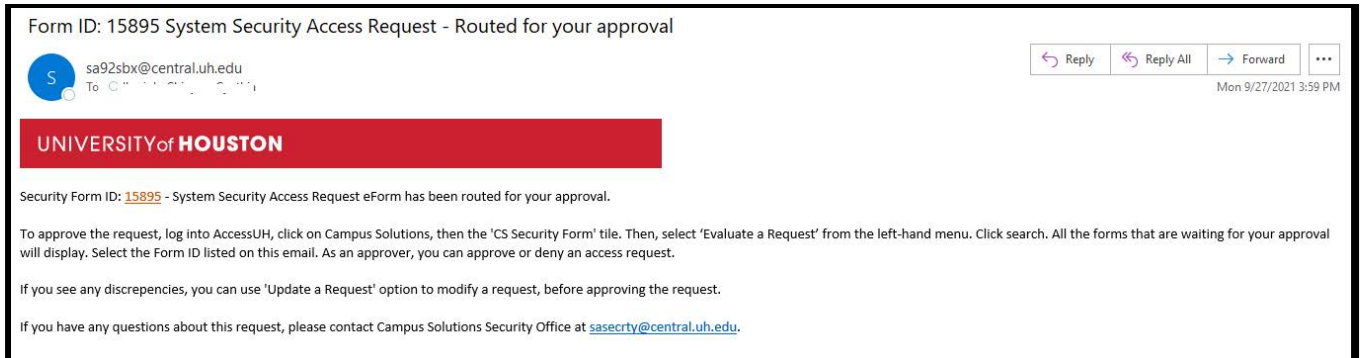 Form ID: 15895 System Security Access Request - Routed for your approval
S
sa92sbx@central.uh.edu
To
Reply
Reply All
Forward
Mon 9/27/2021 3:59 PM
UNIVERSITYof HOUSTON
Security Form ID: 15895 - System Security Access Request eForm has been routed for your approval.
To approve the request, log into AccessUH, click on Campus Solutions, then the 'CS Security Form' tile. Then, select ‘Evaluate a Request’ from the left-hand menu. Click search. All the forms that are waiting for your approval
will display. Select the Form ID listed on this email. As an approver, you can approve or deny an access request.
If you see any discrepancies, you can use 'Update a Request' option to modify a request, before approving the request.
If you have any questions about this request, please contact Campus Solutions Security Office at sasecrty@central.uh.edu.